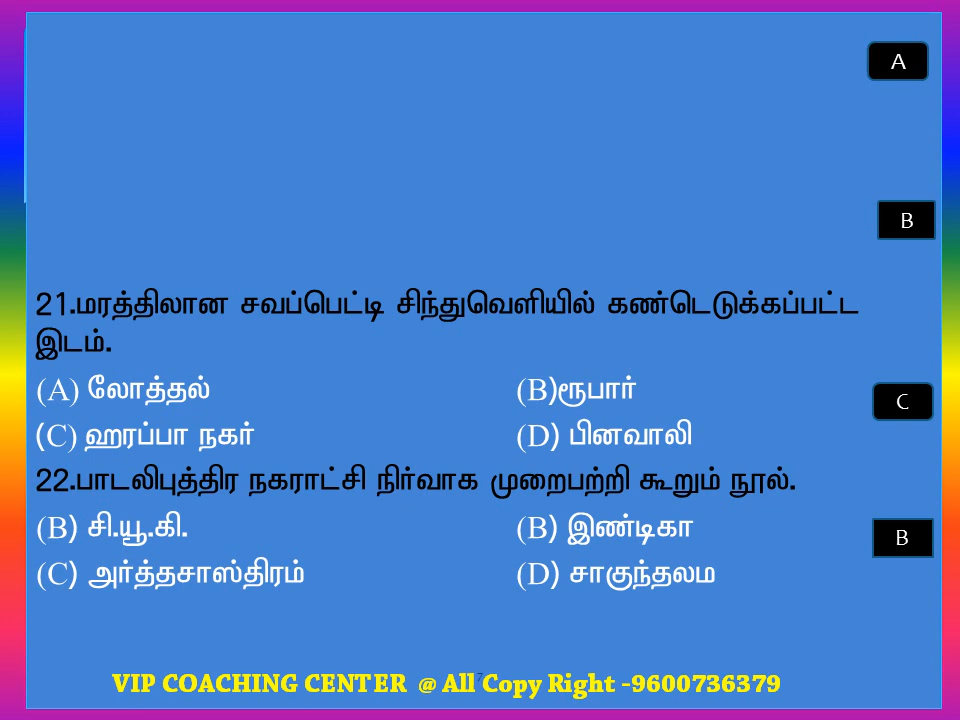 A
B
21.மரத்திலான சவப்பெட்டி சிந்துவெளியில் கண்டெடுக்கப்பட்ட
இடம்.
(A) லோத்தல் (B)ரூபார்
C
(C) ஹரப்பா நகர் (D) பினவாலி
22.பாடலிபுத்திர நகராட்சி நிர்வாக முறைபற்றி கூறும் நூல்.
(B) சி.யூ.கி. (B) இண்டிகா
B
(C) அர்த்தசாஸ்திரம் (D) சாகுந்தலம
VIP COACHING CENTER @ All Copy Right -9600736379
7